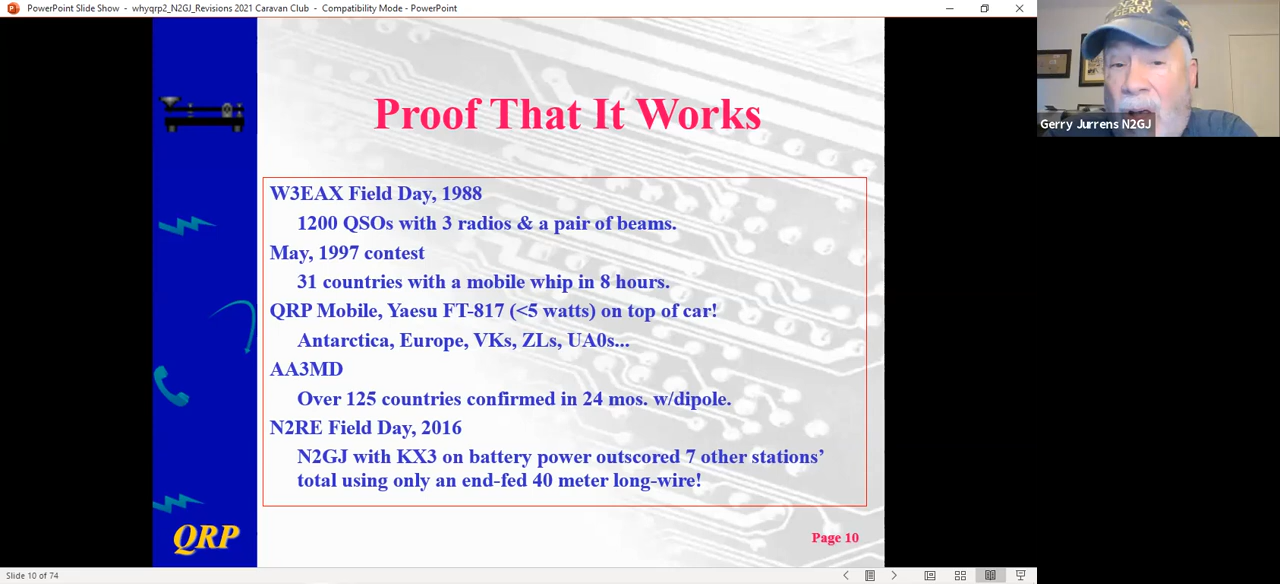 PowerPoint Slide Show - whyqrp2_N2GJ_Revisions 2021 Caravan Club - Compatibility Mode - PowerPoint
Proof That It Works
W3EAX Field Day, 1988
1200 QSOs with 3 radios & a pair of beams.
May, 1997 contest
31 countries with a mobile whip in 8 hours.
QRP Mobile, Yaesu FT-817 (<5 watts) on top of car!
Antarctica, Europe, VKs, ZLs, UA0s...
AA3MD
Over 125 countries confirmed in 24 mos. w/dipole.
N2RE Field Day, 2016
N2GJ with KX3 on battery power outscored 7 other stations’
total using only an end-fed 40 meter long-wire!
QRP
Page 10
Slide 10 of 74
N2GJ
GERRY
Gerry Jurrens N2GJ